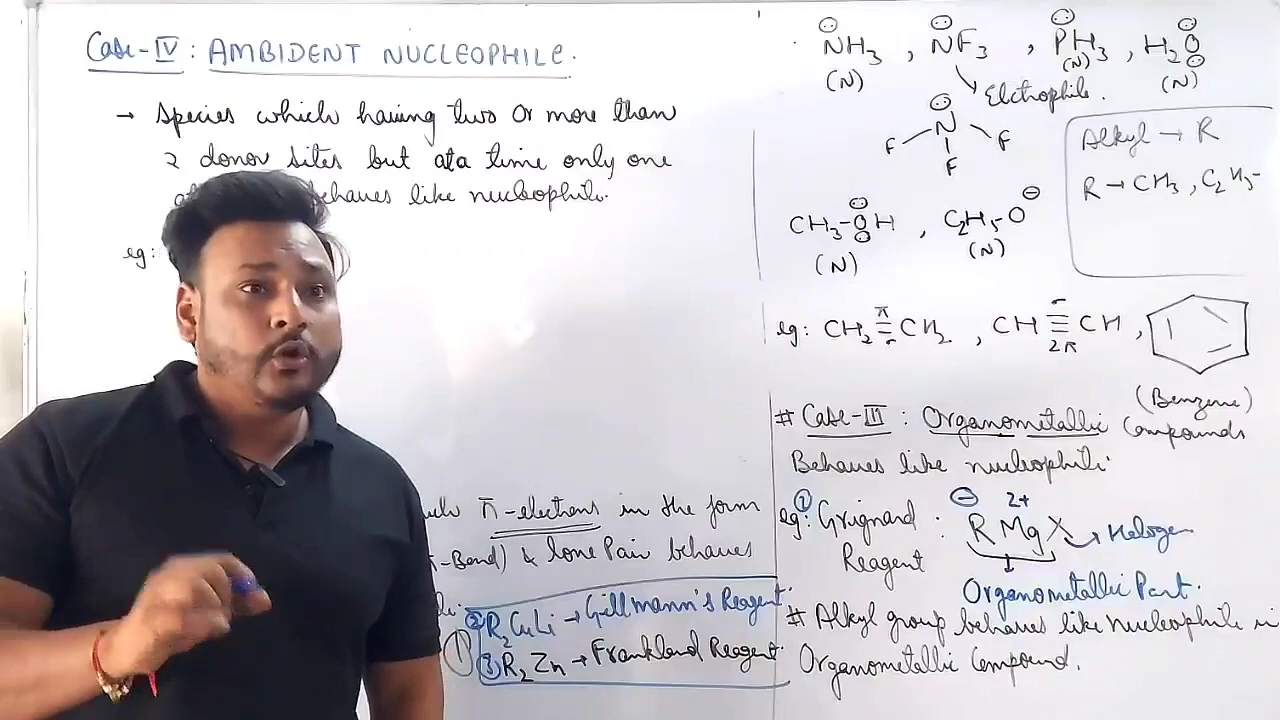 Case-IV : AMBIDENT NUCLEOPHILE.
→ Species which having two or more than
2 donor sites but at a time only one
behaves like nucleophile.
eg:
π-electrons in the form
-Bond) & lone Pair behaves
② R2CuLi → Gillmann's Reagent
③ R2Zn → Frankland Reagent
NH3 , NF3 , PH3 , H2O
(N) (N) (N)
Elctrophile.
N
F F
F
Alkyl → R
R → CH3 , C2H5-
CH3-OH , C2H5-O⊖
(N) (N)
eg: CH2=CH2 , CH≡CH ,
π 2π
(Benzene)
# Case-III : Organometallic Compounds
Behaves like nucleophile
eg: ① Grignard : R Mg X → Halogen
⊖ 2+
Reagent
Organometallic Part.
# Alkyl group behaves like nucleophile in
Organometallic Compound.